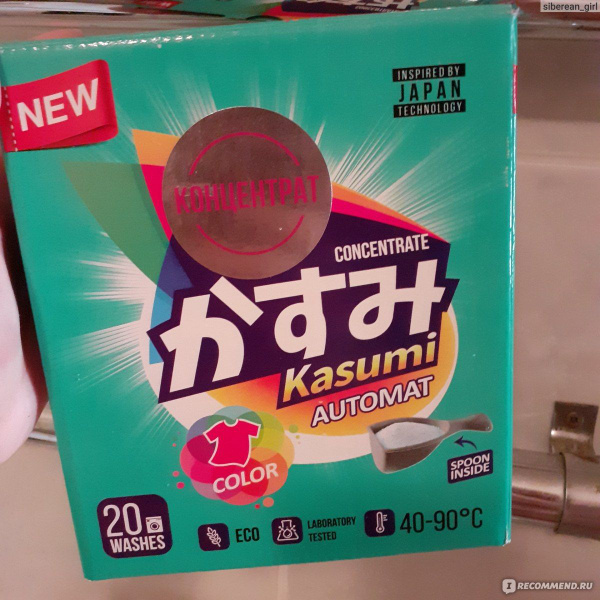 siberean_girl
NEW
INSPIRED BY
JAPAN
TECHNOLOGY
КОНЦЕНТРАТ
CONCENTRATE
かすみ
Kasumi
AUTOMAT
COLOR
SPOON
INSIDE
20
WASHES
ECO
LABORATORY
TESTED
40-90°C
I RECOMMEND.RU